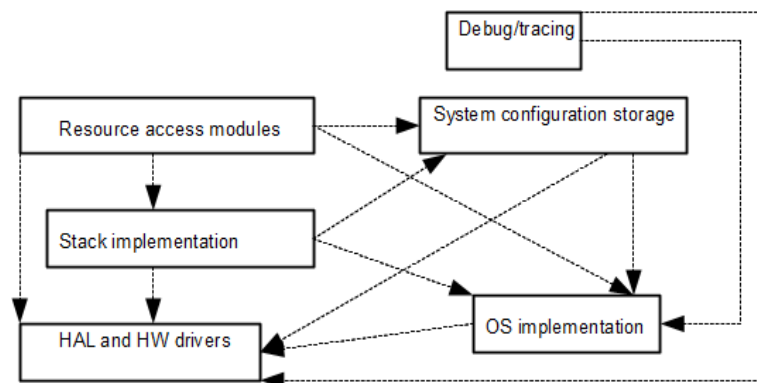 Debug/tracing
Resource access modules
System configuration storage
Stack implementation
HAL and HW drivers
OS implementation